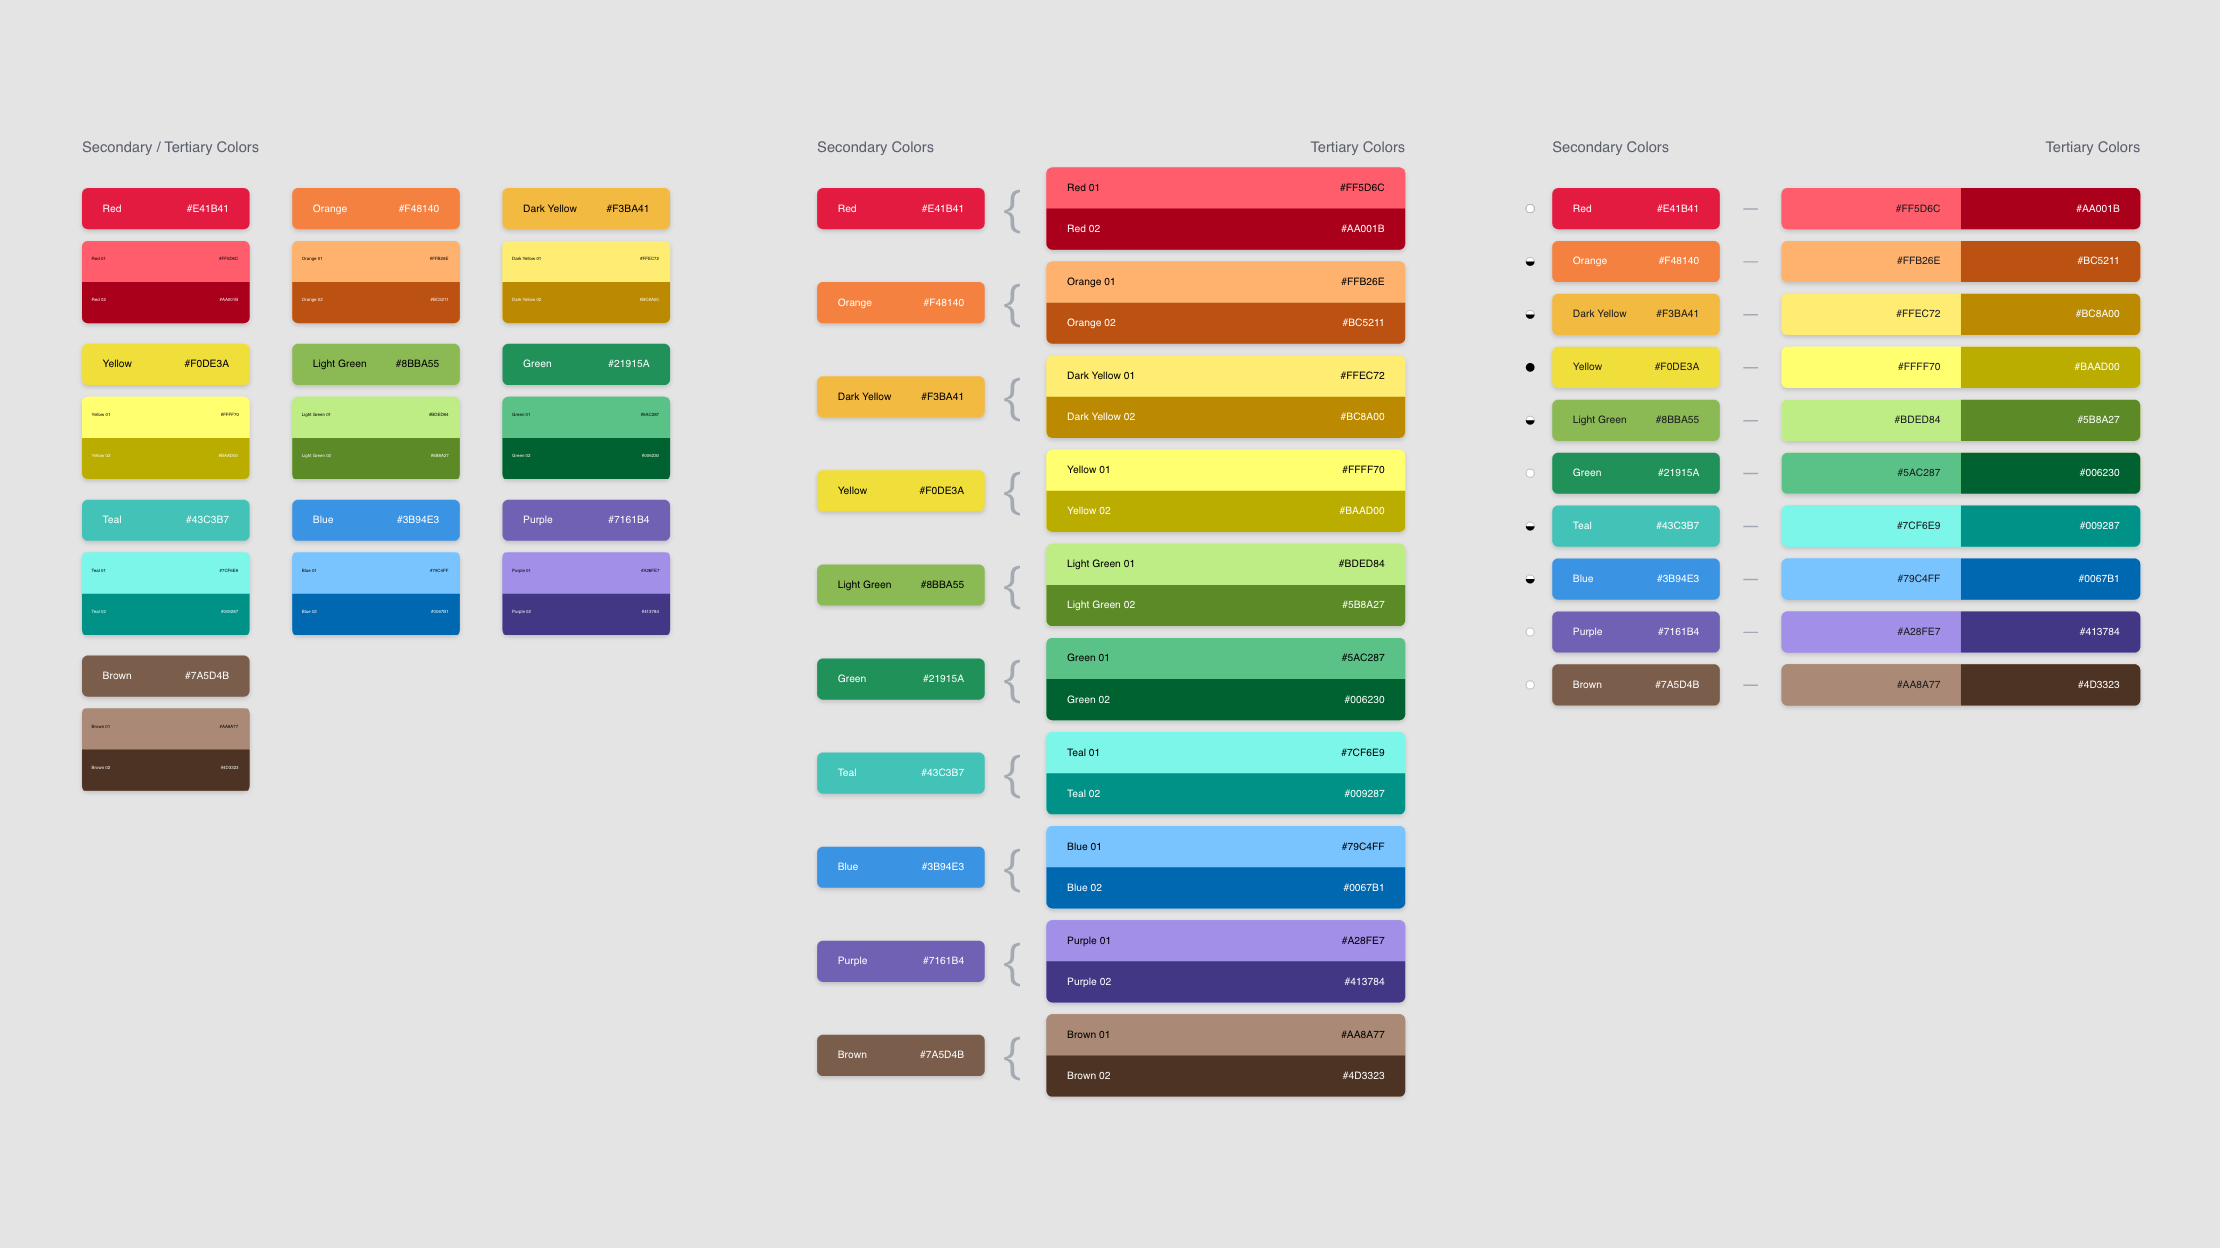 Secondary / Tertiary Colors
Red #E41B41
Orange #F48140
Dark Yellow #F3BA41
Red 01 #FF5D6C
Orange 01 #FFB26E
Dark Yellow 01 #FFEC72
Red 02 #AA001B
Orange 02 #BC5211
Dark Yellow 02 #BC8A00
Yellow #F0DE3A
Light Green #8BBA55
Green #21915A
Yellow 01 #FFFF70
Light Green 01 #BDED84
Green 01 #5AC287
Yellow 02 #BAAD00
Light Green 02 #5B8A27
Green 02 #006230
Teal #43C3B7
Blue #3B94E3
Purple #7161B4
Teal 01 #7CF6E9
Blue 01 #79C4FF
Purple 01 #A28FE7
Teal 02 #009287
Blue 02 #0067B1
Purple 02 #413784
Brown #7A5D4B
Brown 01 #AA8A77
Brown 02 #4D3323
Secondary Colors
Tertiary Colors
Red #E41B41
Red 01 #FF5D6C
Red 02 #AA001B
Orange #F48140
Orange 01 #FFB26E
Orange 02 #BC5211
Dark Yellow #F3BA41
Dark Yellow 01 #FFEC72
Dark Yellow 02 #BC8A00
Yellow #F0DE3A
Yellow 01 #FFFF70
Yellow 02 #BAAD00
Light Green #8BBA55
Light Green 01 #BDED84
Light Green 02 #5B8A27
Green #21915A
Green 01 #5AC287
Green 02 #006230
Teal #43C3B7
Teal 01 #7CF6E9
Teal 02 #009287
Blue #3B94E3
Blue 01 #79C4FF
Blue 02 #0067B1
Purple #7161B4
Purple 01 #A28FE7
Purple 02 #413784
Brown #7A5D4B
Brown 01 #AA8A77
Brown 02 #4D3323
Secondary Colors
Tertiary Colors
Red #E41B41 — #FF5D6C #AA001B
Orange #F48140 — #FFB26E #BC5211
Dark Yellow #F3BA41 — #FFEC72 #BC8A00
Yellow #F0DE3A — #FFFF70 #BAAD00
Light Green #8BBA55 — #BDED84 #5B8A27
Green #21915A — #5AC287 #006230
Teal #43C3B7 — #7CF6E9 #009287
Blue #3B94E3 — #79C4FF #0067B1
Purple #7161B4 — #A28FE7 #413784
Brown #7A5D4B — #AA8A77 #4D3323